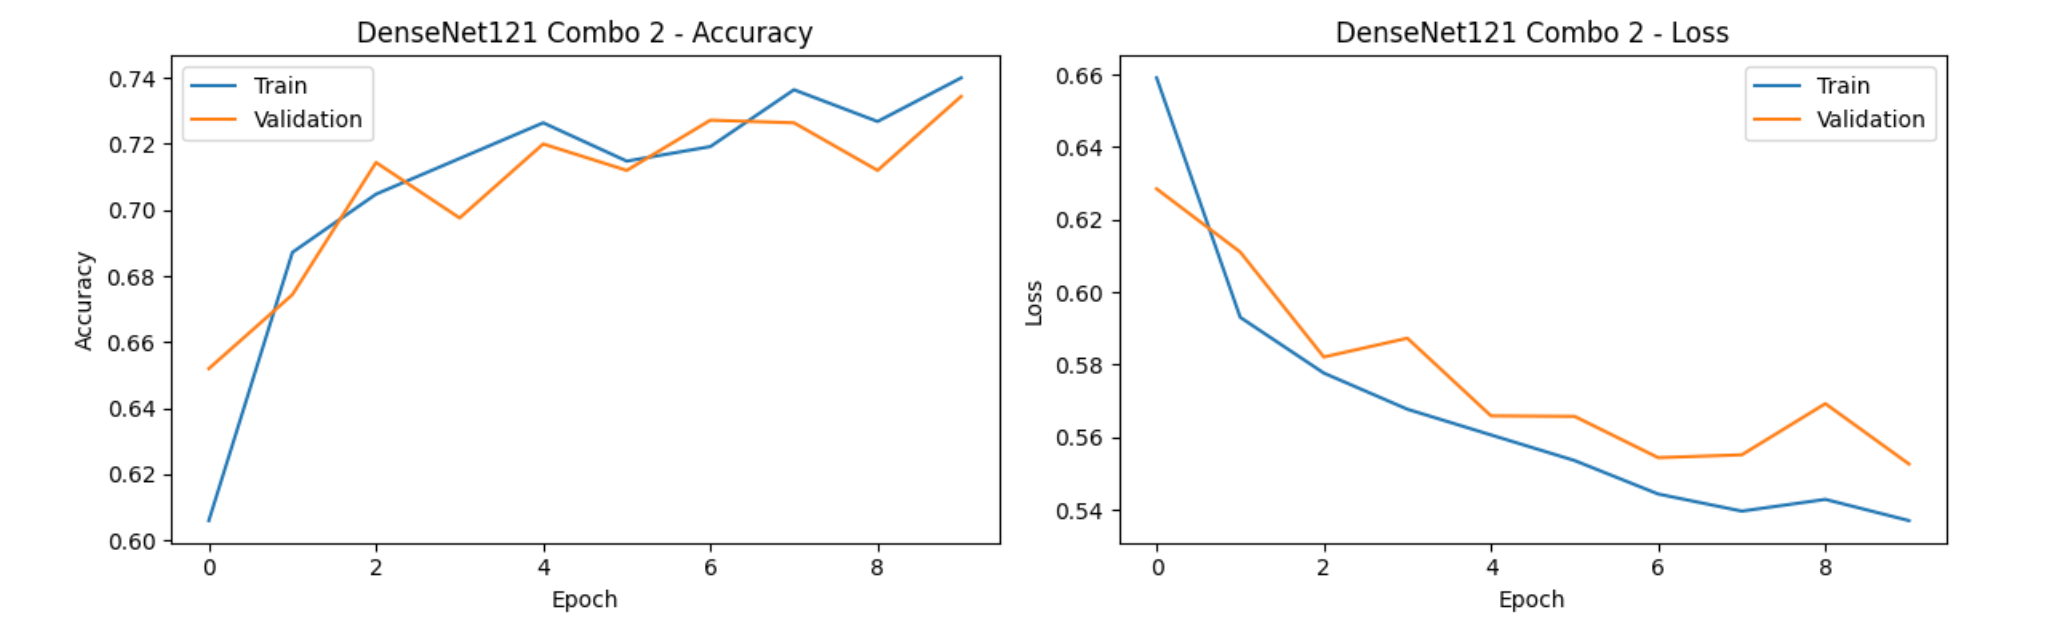 DenseNet121 Combo 2 - Accuracy
Train
Validation
Accuracy
0.74
0.72
0.70
0.68
0.66
0.64
0.62
0.60
0 2 4 6 8
Epoch
DenseNet121 Combo 2 - Loss
Train
Validation
Loss
0.66
0.64
0.62
0.60
0.58
0.56
0.54
0 2 4 6 8
Epoch